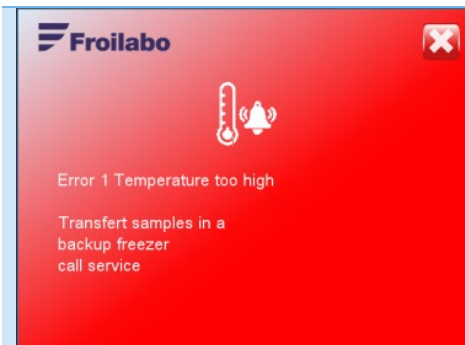 Froilabo
Error 1 Temperature too high
Transfert samples in a
backup freezer
call service